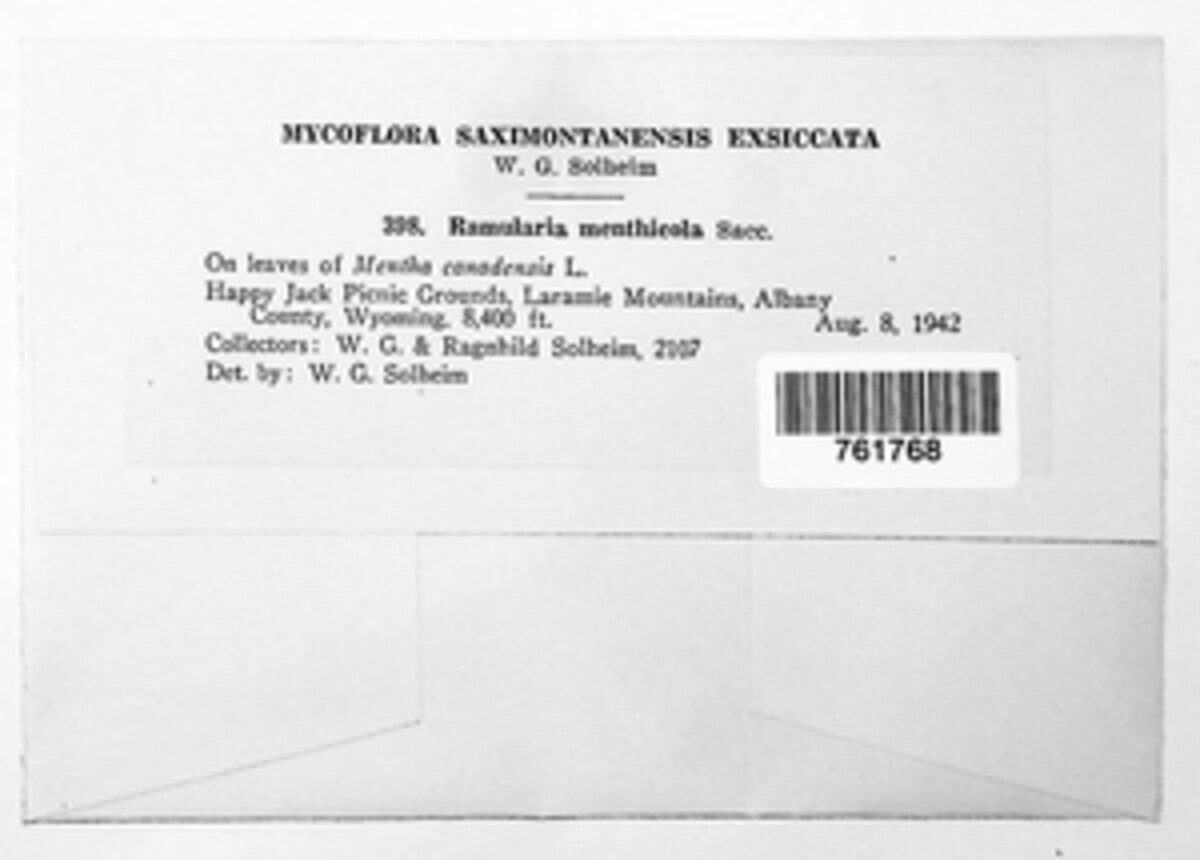 MYCOFLORA SAXIMONTANENSIS EXSICCATA
W. G. Solheim
398. Ramularia menthicola Sacc.
On leaves of Mentha canadensis L.
Happy Jack Picnic Grounds, Laramie Mountains, Albany
County, Wyoming, 8,400 ft.
Aug. 8, 1942
Collectors: W. G. & Ragnhild Solheim, 2107
Det. by: W. G. Solheim
761768